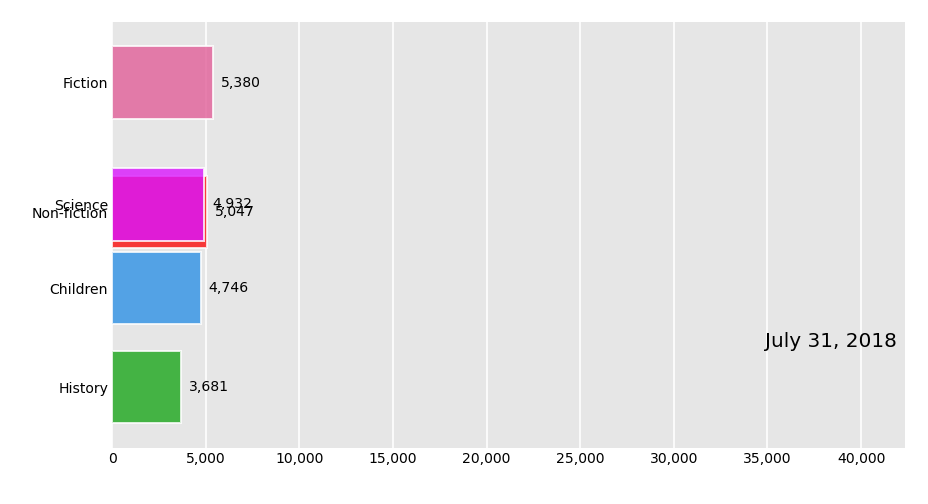 Fiction 5,380
Science 4,932
Non-fiction 5,047
Children 4,746
July 31, 2018
History 3,681
0 5,000 10,000 15,000 20,000 25,000 30,000 35,000 40,000